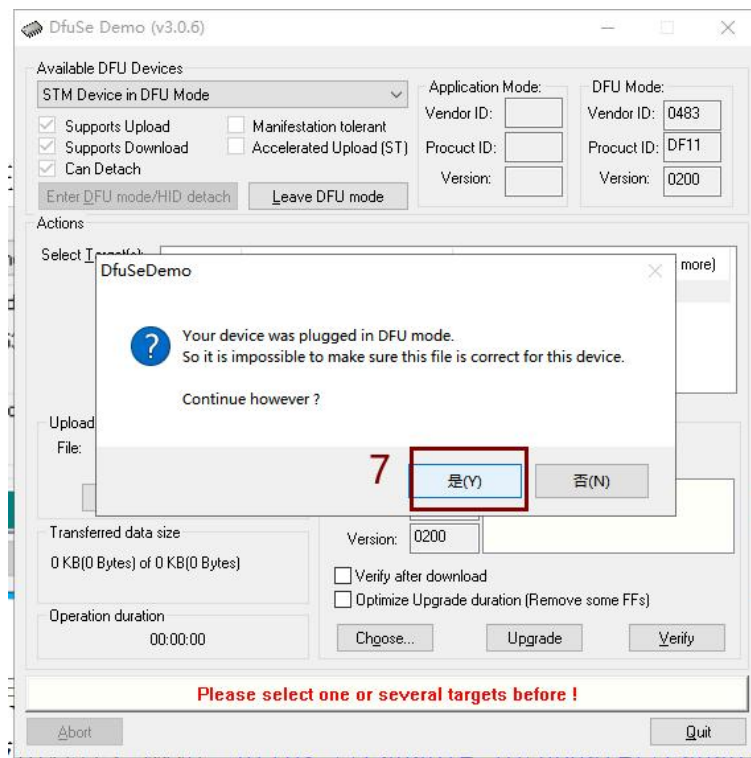 DfuSe Demo (v3.0.6)
Available DFU Devices
STM Device in DFU Mode
Supports Upload
Manifestation tolerant
Supports Download
Accelerated Upload (ST)
Can Detach
Enter DFU mode/HID detach
Leave DFU mode
Application Mode:
Vendor ID:
Procuct ID:
Version:
DFU Mode:
Vendor ID: 0483
Procuct ID: DF11
Version: 0200
Actions
Select
more)
DfuSeDemo
Your device was plugged in DFU mode.
So it is impossible to make sure this file is correct for this device.
Continue however ?
7
是(Y)
否(N)
Upload
File:
Transferred data size
0 KB(0 Bytes) of 0 KB(0 Bytes)
Operation duration
00:00:00
Version: 0200
Verify after download
Optimize Upgrade duration (Remove some FFs)
Choose...
Upgrade
Verify
Please select one or several targets before !
Abort
Quit